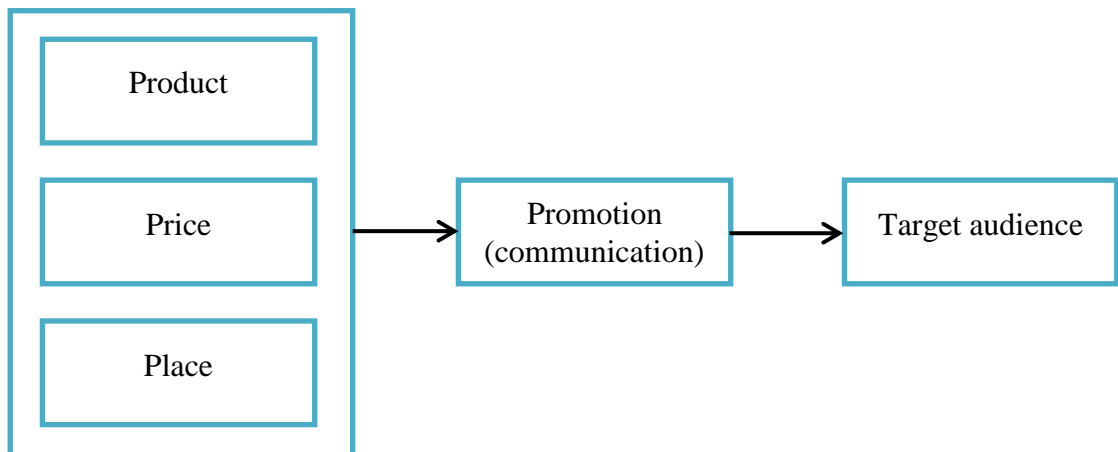 Product
Price
Place
Promotion
(communication)
Target audience